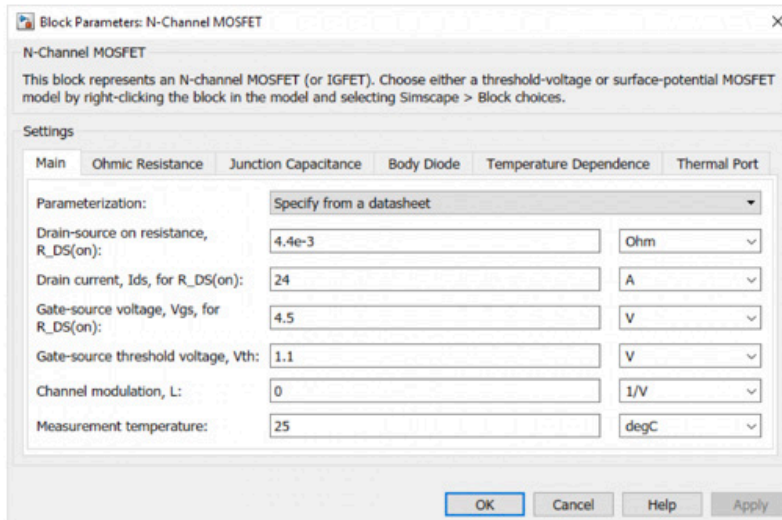 Block Parameters: N-Channel MOSFET
N-Channel MOSFET
This block represents an N-channel MOSFET (or IGFET). Choose either a threshold-voltage or surface-potential MOSFET
model by right-clicking the block in the model and selecting Simscape > Block choices.
Settings
Main Ohmic Resistance Junction Capacitance Body Diode Temperature Dependence Thermal Port
Parameterization: Specify from a datasheet
Drain-source on resistance,
R_DS(on): 4.4e-3 Ohm
Drain current, Ids, for R_DS(on): 24 A
Gate-source voltage, Vgs, for
R_DS(on): 4.5 V
Gate-source threshold voltage, Vth: 1.1 V
Channel modulation, L: 0 1/V
Measurement temperature: 25 degC
OK Cancel Help Apply